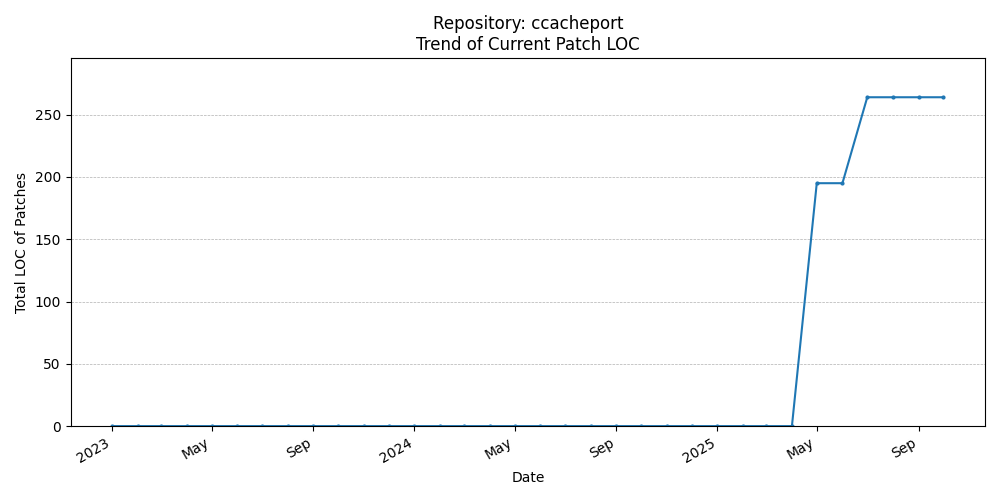 Repository: ccacheport
Trend of Current Patch LOC
Total LOC of Patches
250
200
150
100
50
0
2023
May
Sep
2024
May
Sep
2025
May
Sep
Date